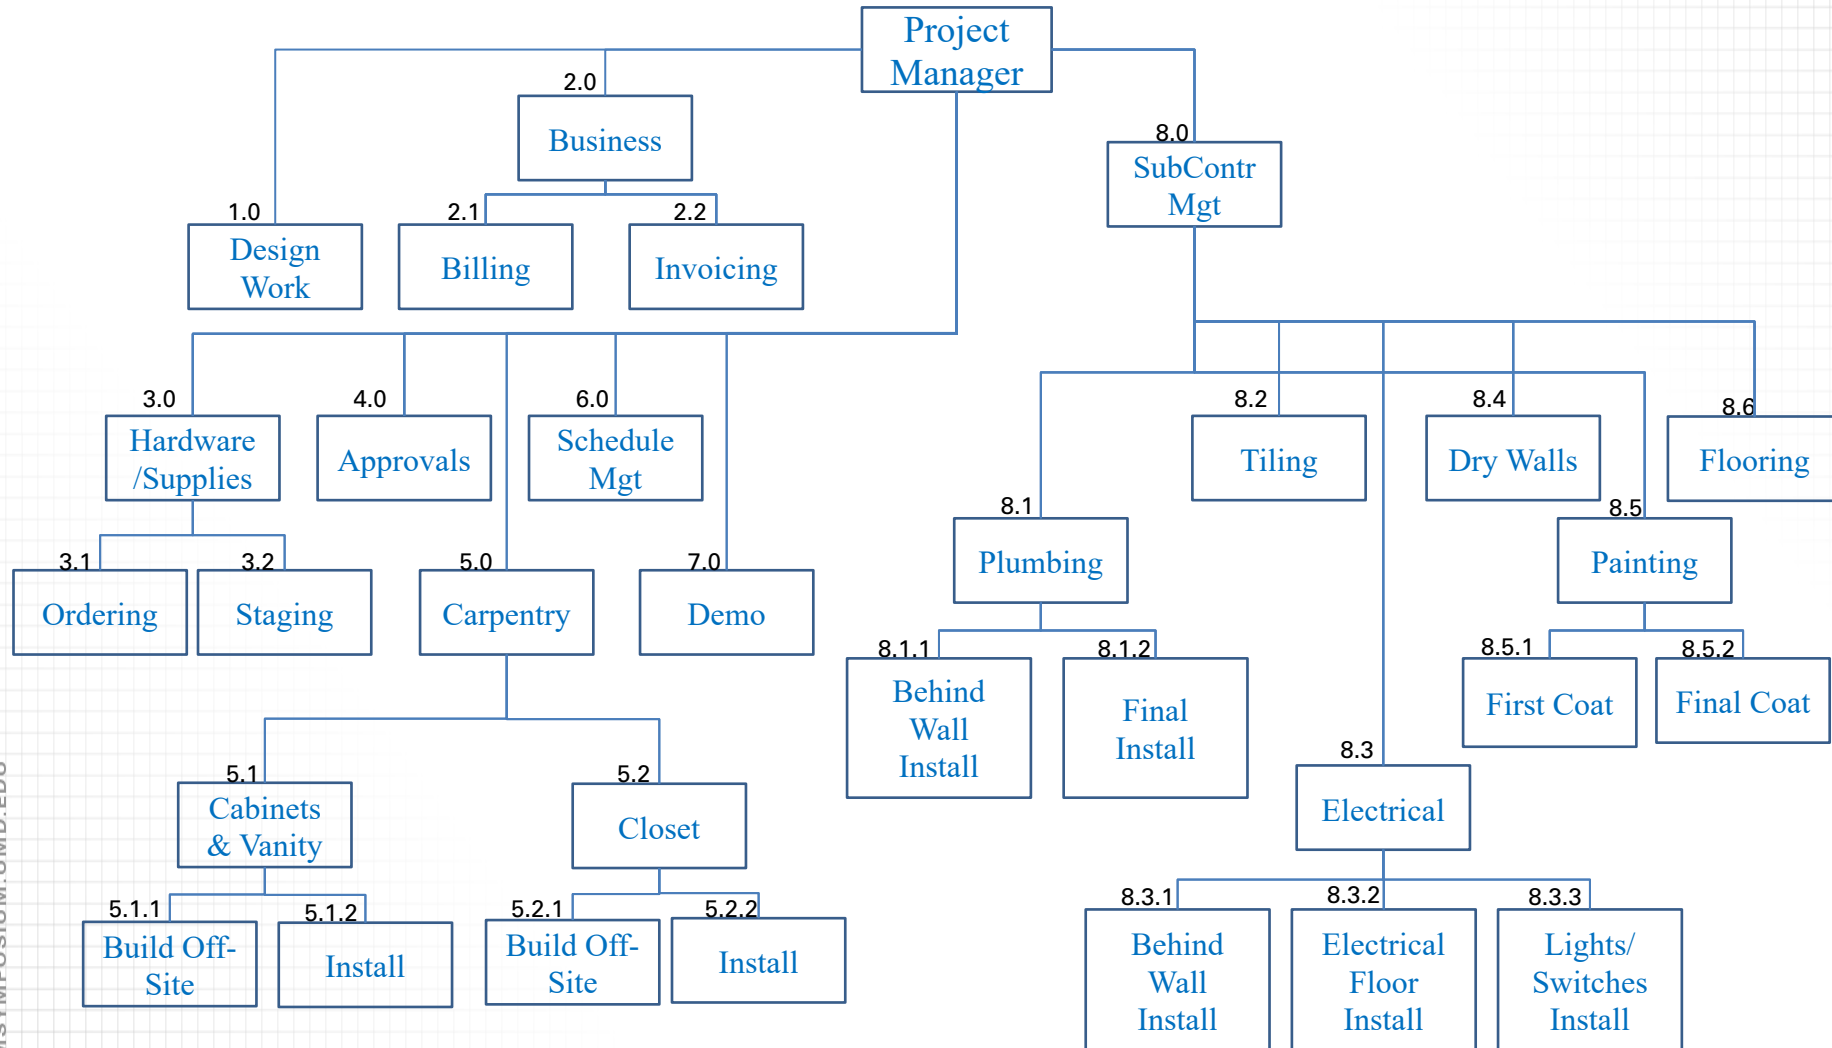 Project
Manager
2.0
Business
8.0
SubContr
Mgt
1.0
Design
Work
2.1
Billing
2.2
Invoicing
3.0
Hardware
/Supplies
4.0
Approvals
6.0
Schedule
Mgt
8.2
Tiling
8.4
Dry Walls
8.6
Flooring
3.1
Ordering
3.2
Staging
5.0
Carpentry
7.0
Demo
8.1
Plumbing
8.5
Painting
8.1.1
Behind
Wall
Install
8.1.2
Final
Install
8.5.1
First Coat
8.5.2
Final Coat
5.1
Cabinets
& Vanity
5.2
Closet
8.3
Electrical
5.1.1
Build Off-
Site
5.1.2
Install
5.2.1
Build Off-
Site
5.2.2
Install
8.3.1
Behind
Wall
Install
8.3.2
Electrical
Floor
Install
8.3.3
Lights/
Switches
Install